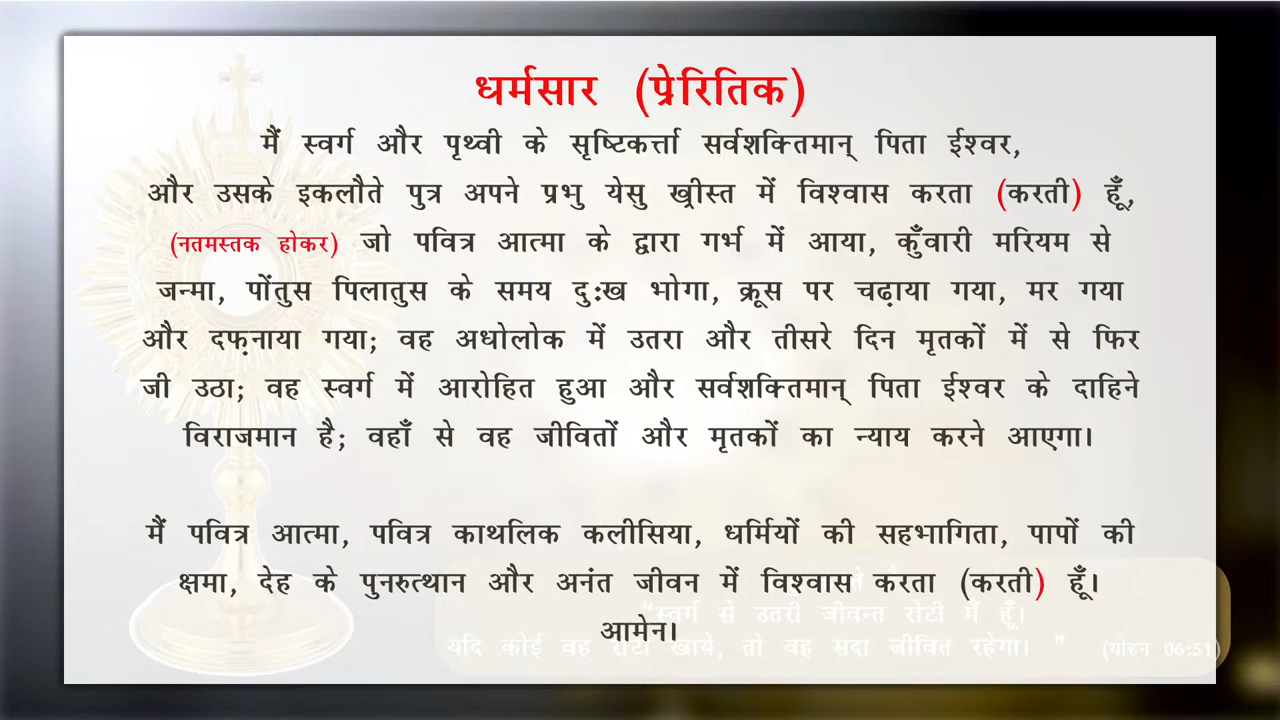 धर्मसार (प्रेरितिक)
मैं स्वर्ग और पृथ्वी के सृष्टिकर्त्ता सर्वशक्तिमान् पिता ईश्वर,
और उसके इकलौते पुत्र अपने प्रभु येसु ख्रीस्त में विश्वास करता (करती) हूँ,
(नतमस्तक होकर) जो पवित्र आत्मा के द्वारा गर्भ में आया, कुँवारी मरियम से
जन्मा, पोंतुस पिलातुस के समय दु:ख भोगा, क्रूस पर चढ़ाया गया, मर गया
और दफ़नाया गया; वह अधोलोक में उतरा और तीसरे दिन मृतकों में से फिर
जी उठा; वह स्वर्ग में आरोहित हुआ और सर्वशक्तिमान् पिता ईश्वर के दाहिने
विराजमान है; वहाँ से वह जीवितों और मृतकों का न्याय करने आएगा।
मैं पवित्र आत्मा, पवित्र काथलिक कलीसिया, धर्मियों की सहभागिता, पापों की
क्षमा, देह के पुनरुत्थान और अनंत जीवन में विश्वास करता (करती) हूँ।
आमेन।
“स्वर्ग से उतरी जीवन्त रोटी मैं हूँ।
यदि कोई वह रोटी खाये, तो वह सदा जीवित रहेगा। ” (योहन 06:51)